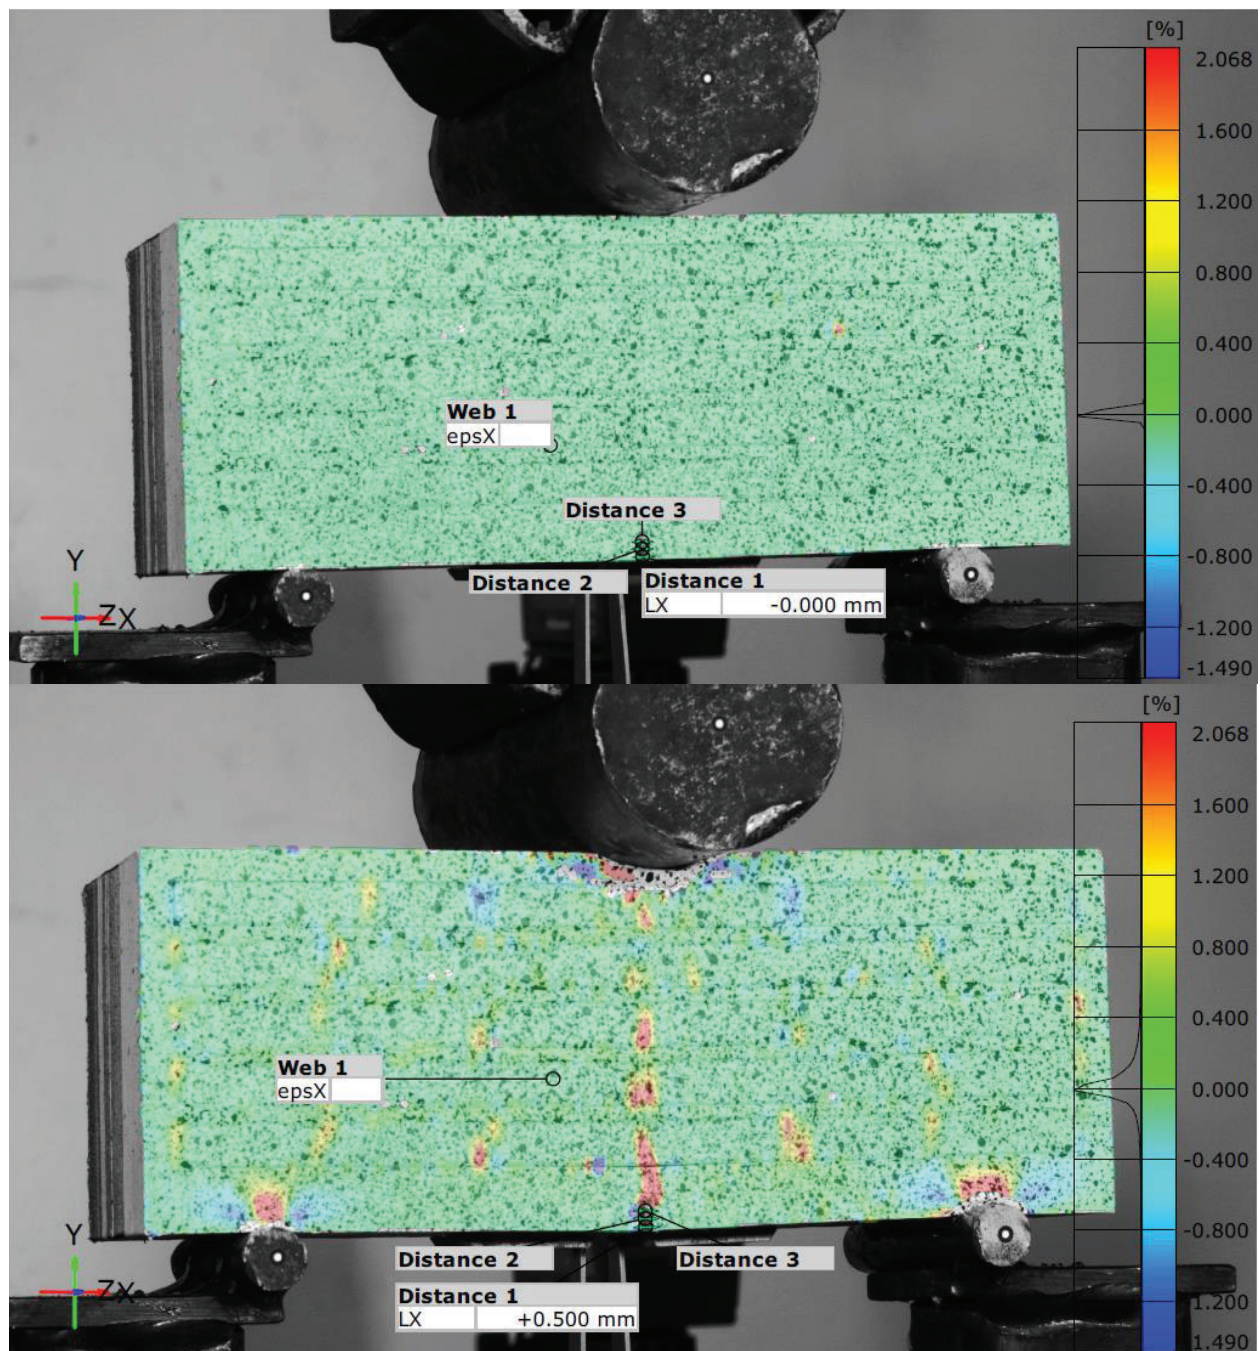 [%]
2.068
1.600
1.200
0.800
0.400
0.000
-0.400
-0.800
-1.200
-1.490
Web 1
epsX
Distance 3
Distance 2
Distance 1
LX -0.000 mm
Y
ZX
[%]
2.068
1.600
1.200
0.800
0.400
0.000
-0.400
-0.800
1.200
1.490
Web 1
epsX
Distance 2
Distance 3
Distance 1
LX +0.500 mm
Y
ZX